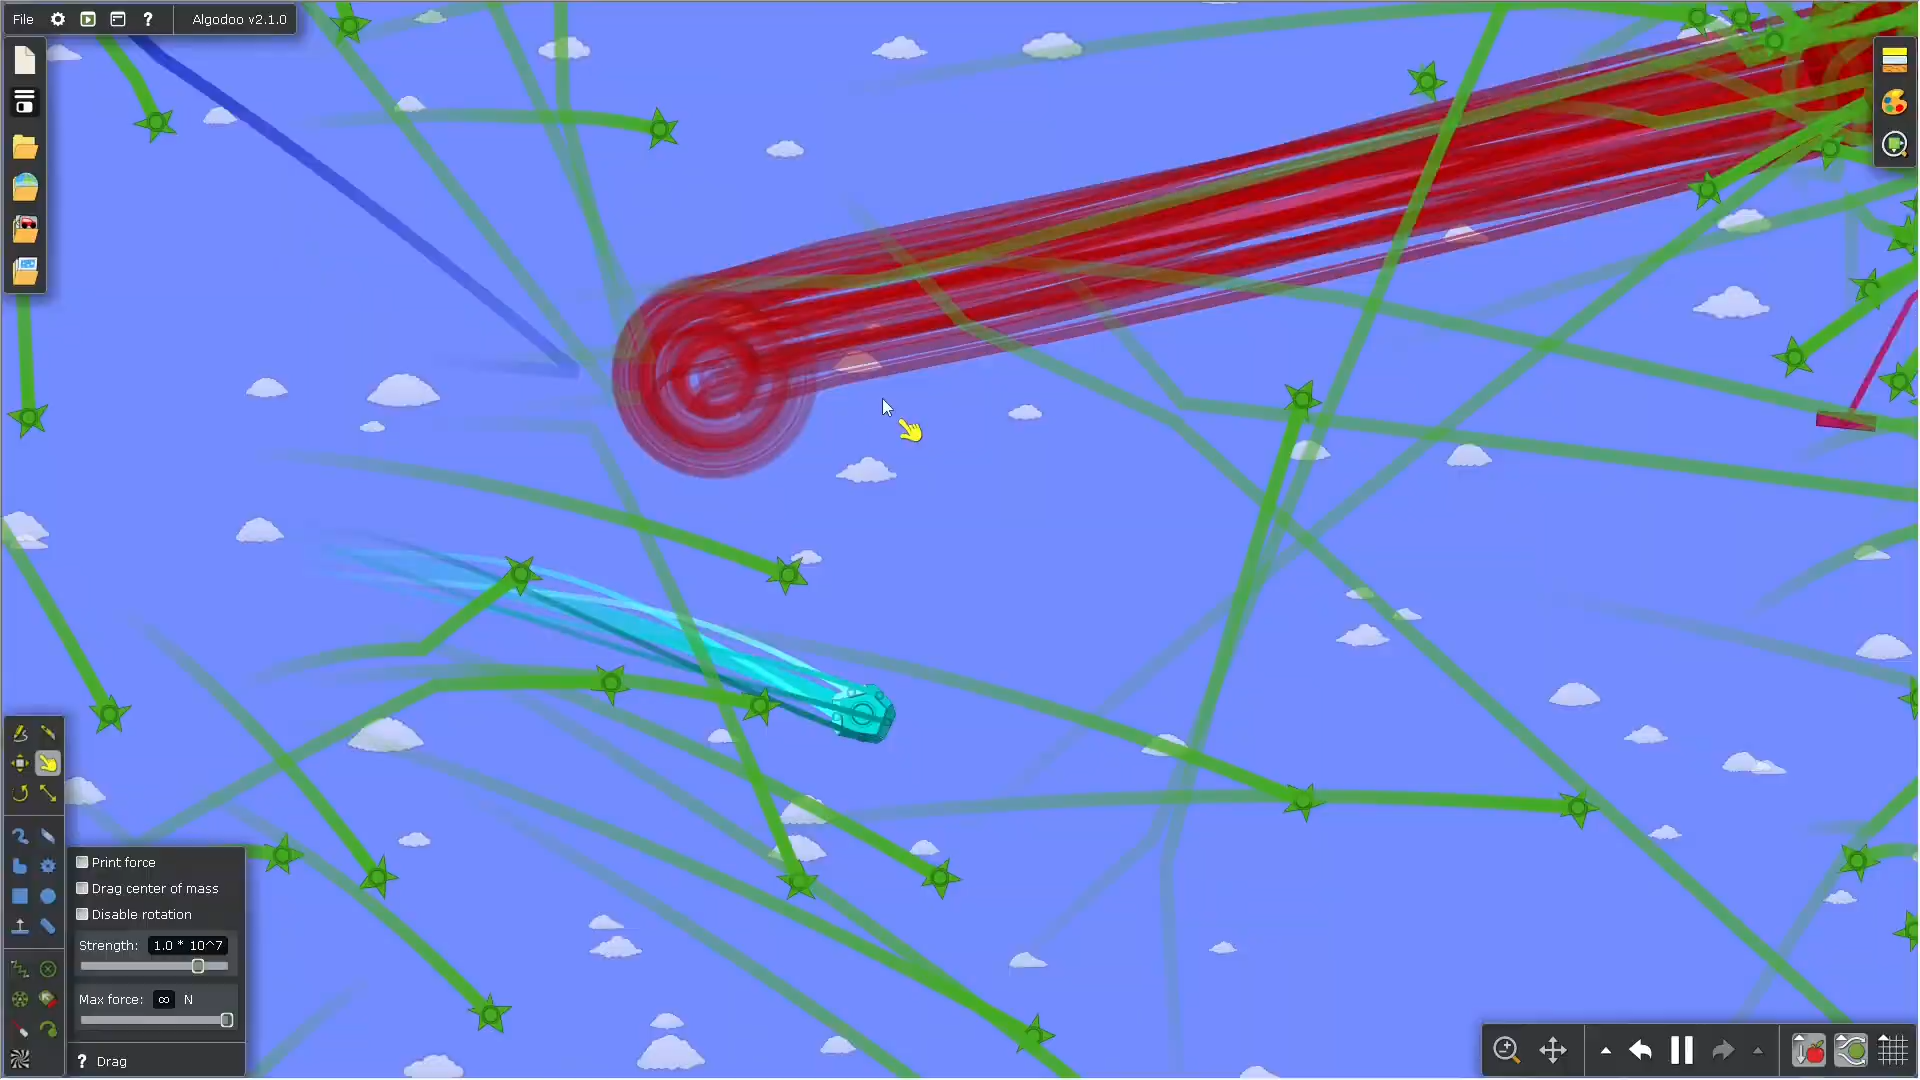 File ? Algodoo v2.1.0
Print force
Drag center of mass
Disable rotation
Strength: 1.0 * 10^7
Max force: ∞ N
? Drag